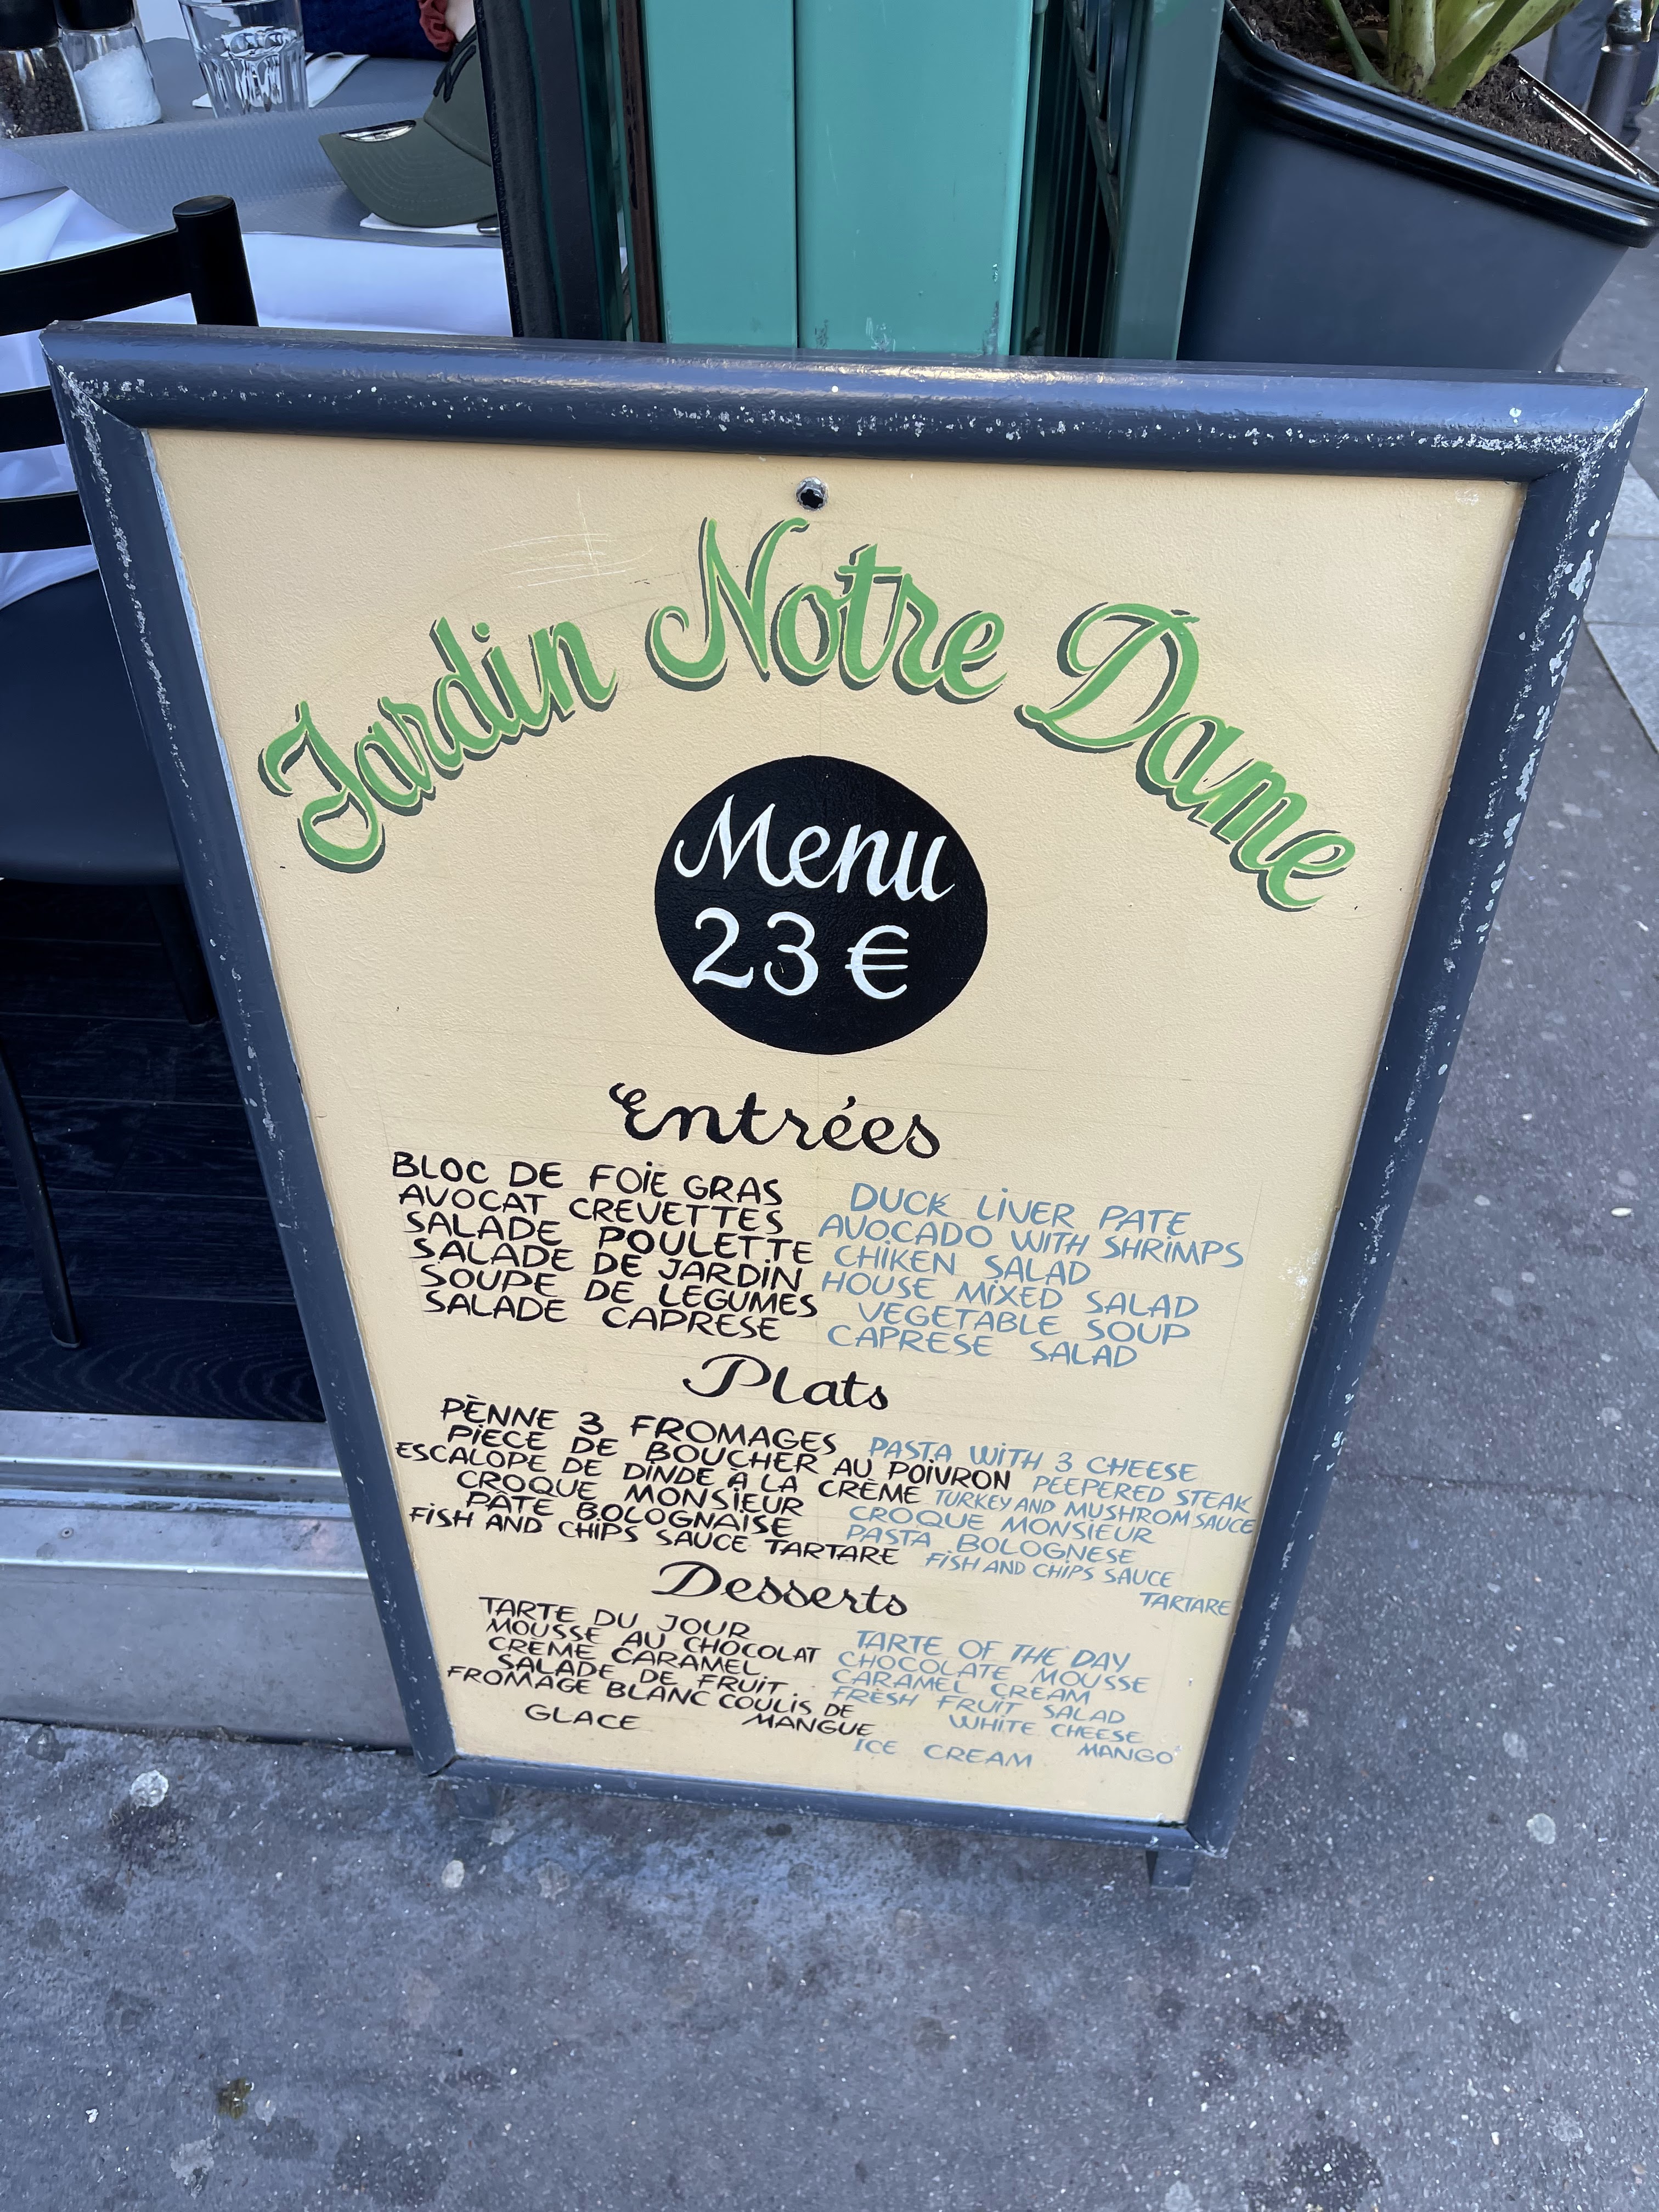 Jardin Notre Dame
Menu
23 €
Entrées
BLOC DE FOIE GRAS DUCK LIVER PATE
AVOCAT CREVETTES AVOCADO WITH SHRIMPS
SALADE POULETTE CHIKEN SALAD
SALADE DE JARDIN HOUSE MIXED SALAD
SOUPE DE LEGUMES VEGETABLE SOUP
SALADE CAPRESE CAPRESE SALAD
Plats
PÈNNE 3 FROMAGES PASTA WITH 3 CHEESE
PIECE DE BOUCHER AU POIVRON PEEPERED STEAK
ESCALOPE DE DINDE A LA CRÈME TURKEY AND MUSHROM SAUCE
CROQUE MONSIEUR CROQUE MONSIEUR
PÂTE BOLOGNAISE PASTA BOLOGNESE
FISH AND CHIPS SAUCE TARTARE FISH AND CHIPS SAUCE
TARTARE
Desserts
TARTE DU JOUR TARTE OF THE DAY
MOUSSE AU CHOCOLAT CHOCOLATE MOUSSE
CRÈME CARAMEL CARAMEL CREAM
SALADE DE FRUIT FRESH FRUIT SALAD
FROMAGE BLANC COULIS DE WHITE CHEESE
MANGUE MANGO
GLACE ICE CREAM